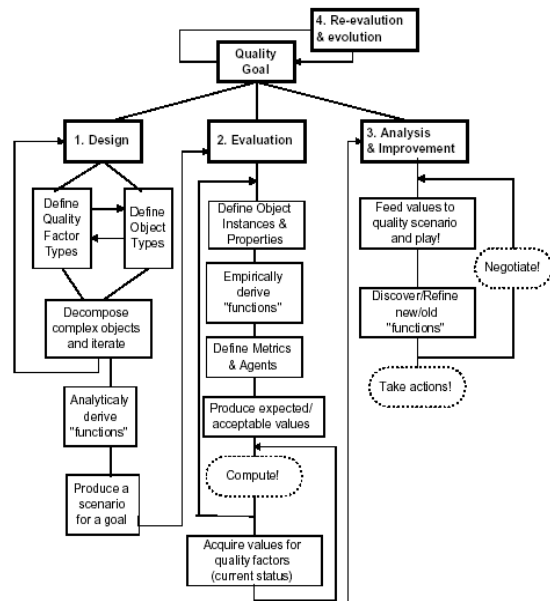 4. Re-evalution
& evolution
Quality
Goal
1. Design
2. Evaluation
3. Analysis
& Improvement
Define
Quality
Factor
Types
Define
Object
Types
Decompose
complex objects
and iterate
Analyticaly
derive
"functions"
Produce a
scenario
for a goal
Define Object
Instances &
Properties
Empirically
derive
"functions"
Define Metrics
& Agents
Produce expected/
acceptable values
Compute!
Acquire values for
quality factors
(current status)
Feed values to
quality scenario
and play!
Negotiate!
Discover/Refine
new/old
"functions"
Take actions!